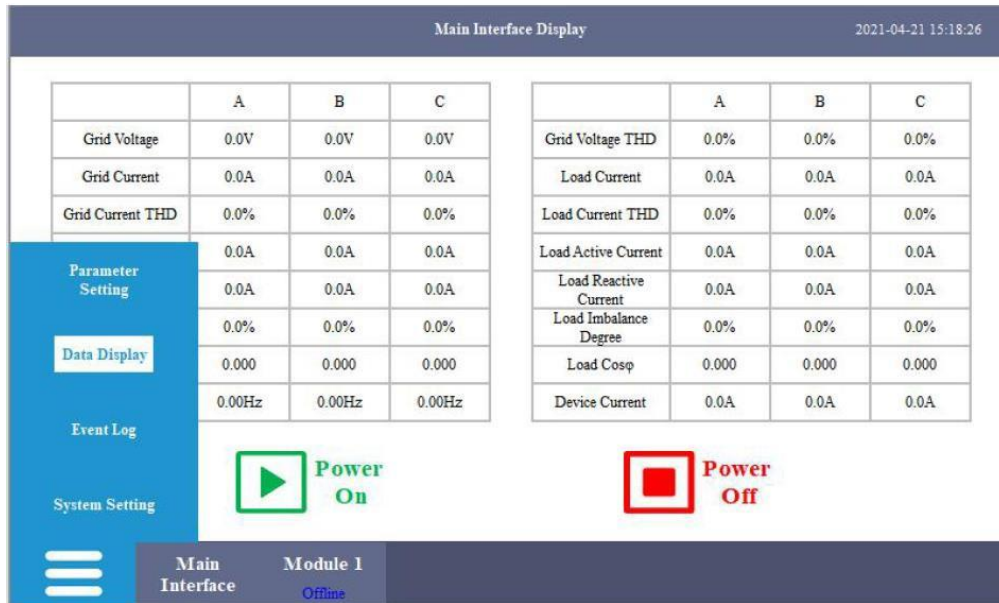 Main Interface Display
2021-04-21 15:18:26
A B C
Grid Voltage 0.0V 0.0V 0.0V
Grid Current 0.0A 0.0A 0.0A
Grid Current THD 0.0% 0.0% 0.0%
0.0A 0.0A 0.0A
0.0A 0.0A 0.0A
0.0% 0.0% 0.0%
0.000 0.000 0.000
0.00Hz 0.00Hz 0.00Hz
A B C
Grid Voltage THD 0.0% 0.0% 0.0%
Load Current 0.0A 0.0A 0.0A
Load Current THD 0.0% 0.0% 0.0%
Load Active Current 0.0A 0.0A 0.0A
Load Reactive
Current 0.0A 0.0A 0.0A
Load Imbalance
Degree 0.0% 0.0% 0.0%
Load Cosφ 0.000 0.000 0.000
Device Current 0.0A 0.0A 0.0A
Parameter
Setting
Data Display
Event Log
System Setting
Power
On
Power
Off
Main
Interface
Module 1
Offline